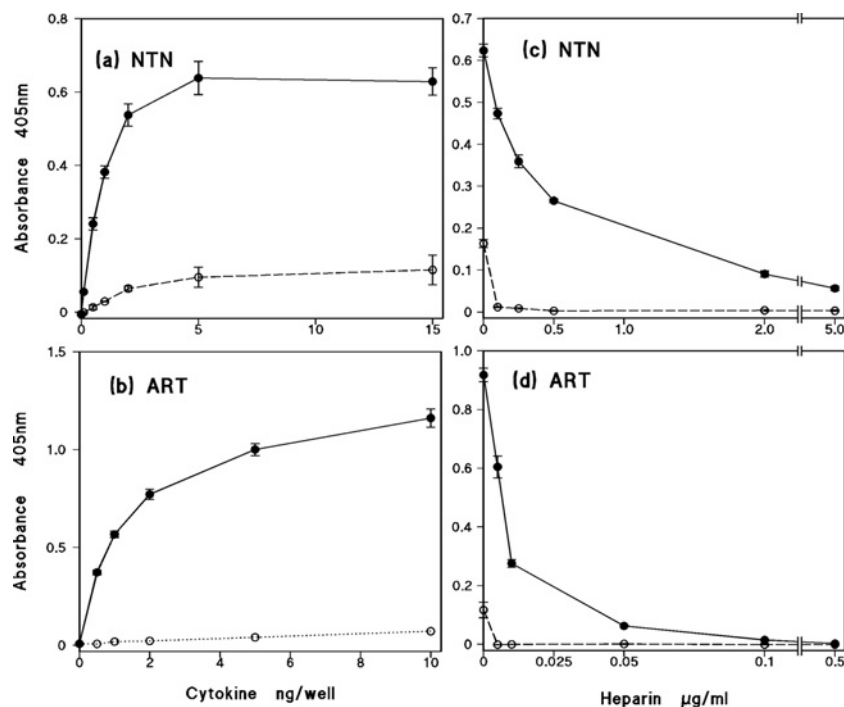 (a) NTN
Absorbance 405nm
0.8
0.6
0.4
0.2
0
0 5 10 15
(c) NTN
0.7
0.6
0.5
0.4
0.3
0.2
0.1
0
0 0.5 1.0 2.0 5.0
(b) ART
Absorbance 405nm
1.5
1.0
0.5
0
0 2 4 6 8 10
Cytokine ng/well
(d) ART
1.0
0.8
0.6
0.4
0.2
0
0 0.025 0.05 0.1 0.5
Heparin µg/ml